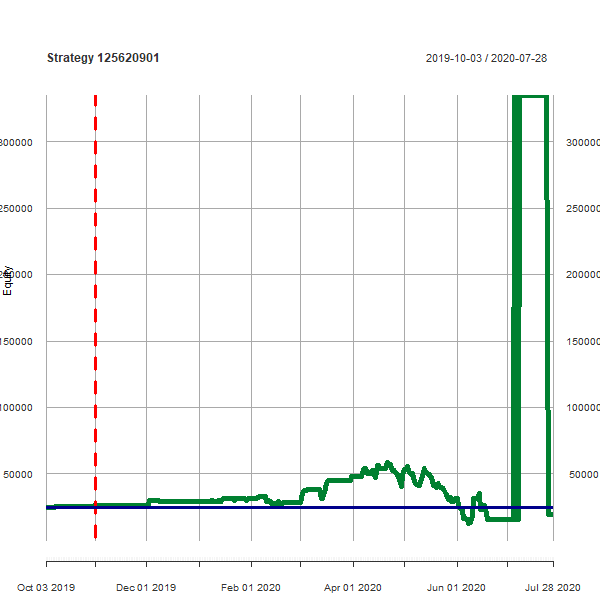 Strategy 125620901
2019-10-03 / 2020-07-28
300000
300000
250000
250000
200000
200000
Equity
150000
150000
100000
100000
50000
50000
Oct 03 2019
Dec 01 2019
Feb 01 2020
Apr 01 2020
Jun 01 2020
Jul 28 2020